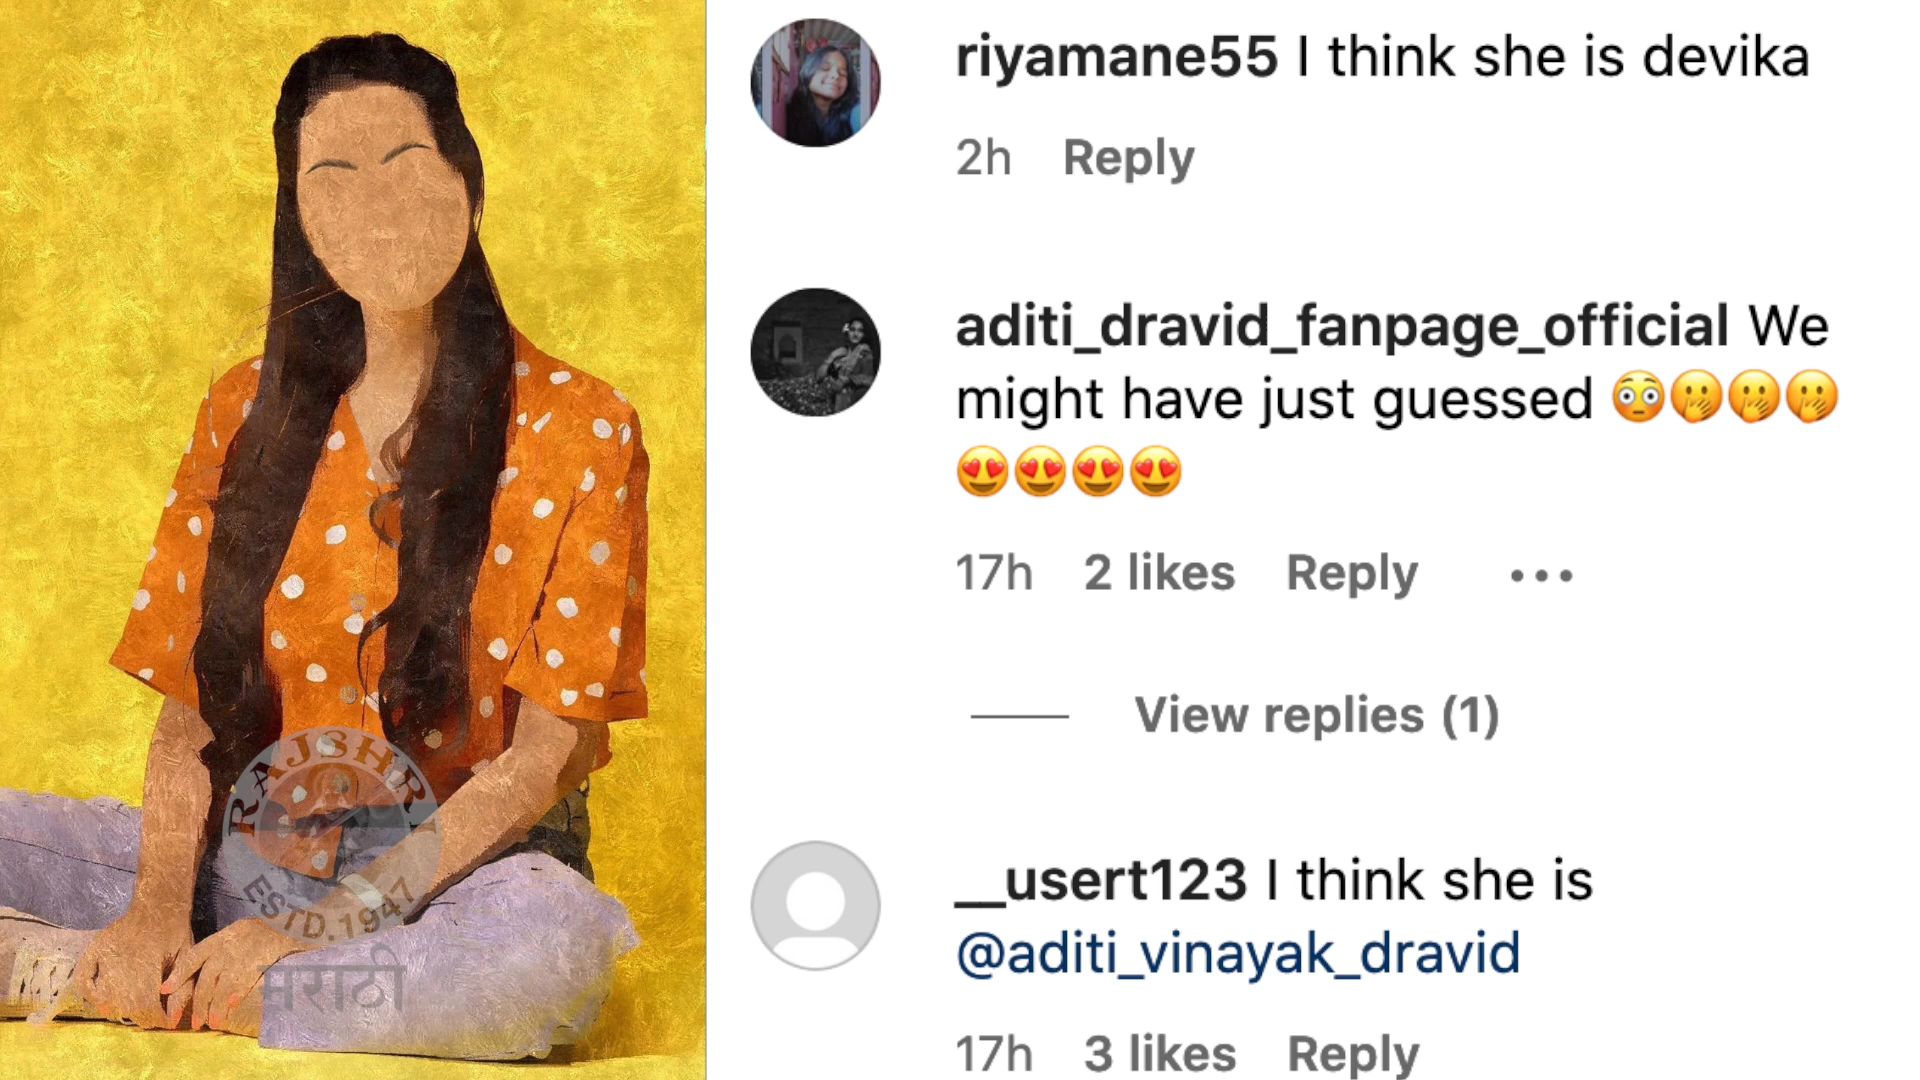 RAJSHRI
ESTD.1947
मराठी
riyamane55 I think she is devika
2h Reply
aditi_dravid_fanpage_official We
might have just guessed 😳🫢🫢🫢
😍😍😍😍
17h 2 likes Reply ...
View replies (1)
__usert123 I think she is
@aditi_vinayak_dravid
17h 3 likes Reply